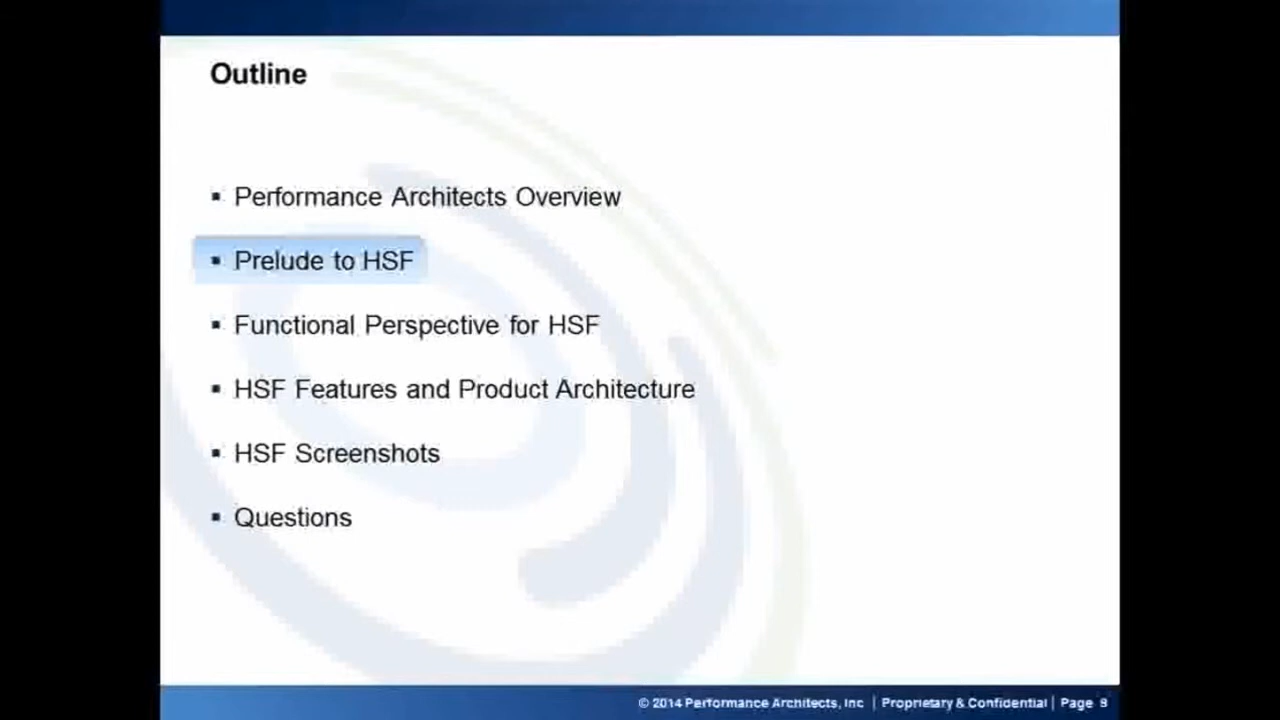 Outline
▪ Performance Architects Overview
▪ Prelude to HSF
▪ Functional Perspective for HSF
▪ HSF Features and Product Architecture
▪ HSF Screenshots
▪ Questions
© 2014 Performance Architects, Inc | Proprietary & Confidential | Page 8